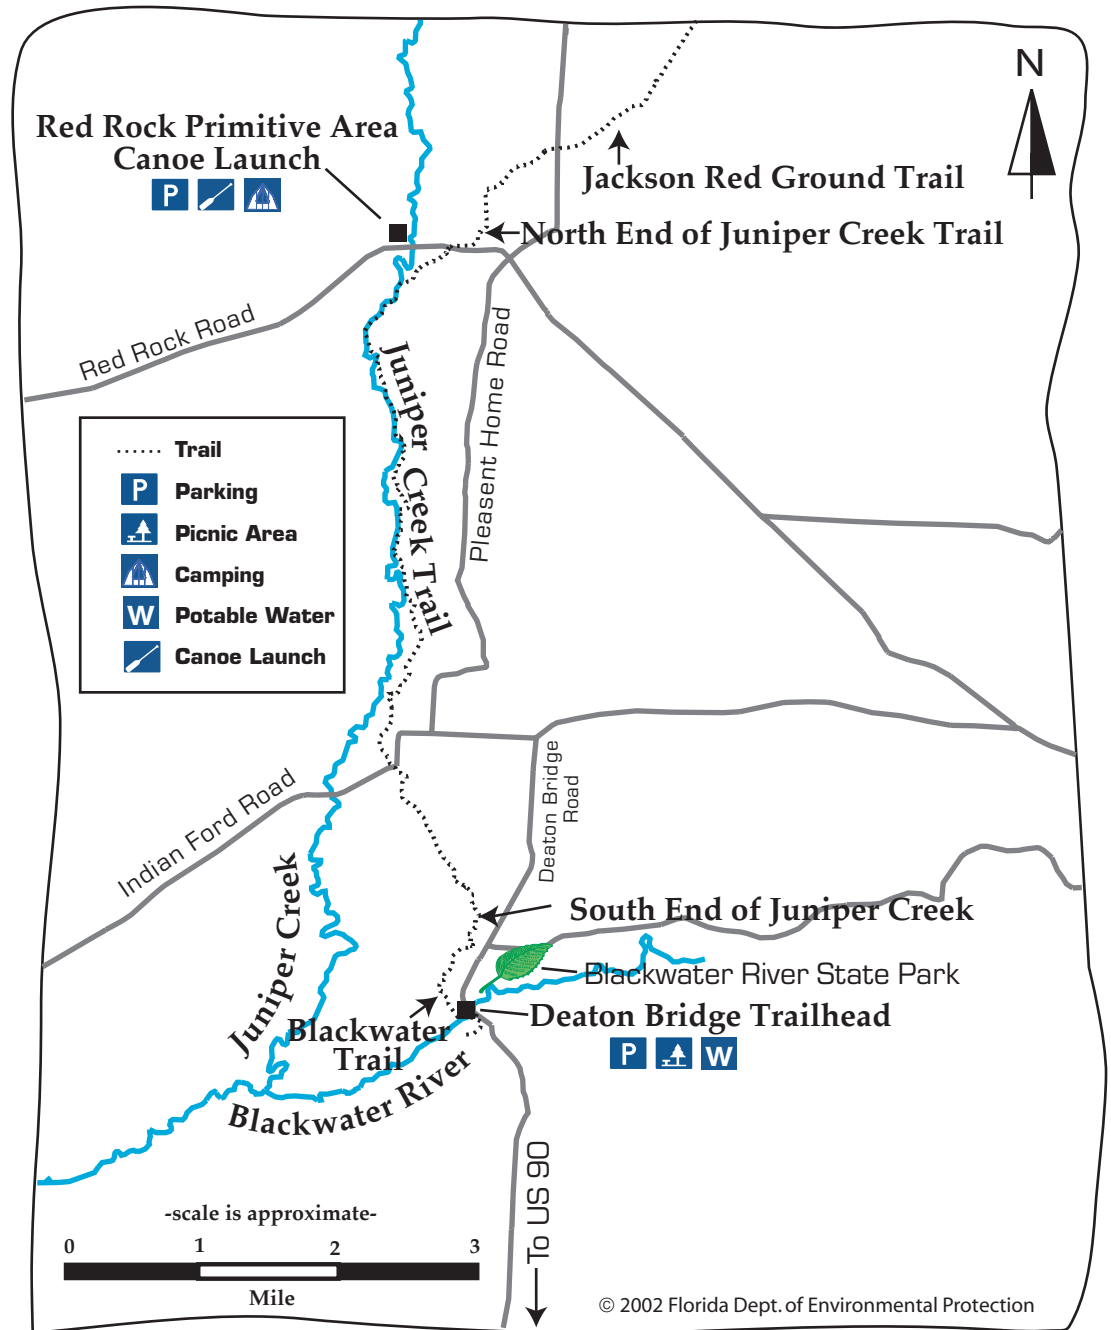 N
Red Rock Primitive Area
Canoe Launch
P
Jackson Red Ground Trail
North End of Juniper Creek Trail
Red Rock Road
Pleasent Home Road
Juniper Creek Trail
Trail
P Parking
Picnic Area
Camping
W Potable Water
Canoe Launch
Deaton Bridge
Road
Indian Ford Road
Juniper Creek
South End of Juniper Creek
Blackwater River State Park
Deaton Bridge Trailhead
P W
Blackwater
Trail
Blackwater River
To US 90
-scale is approximate-
0 1 2 3
Mile
© 2002 Florida Dept. of Environmental Protection